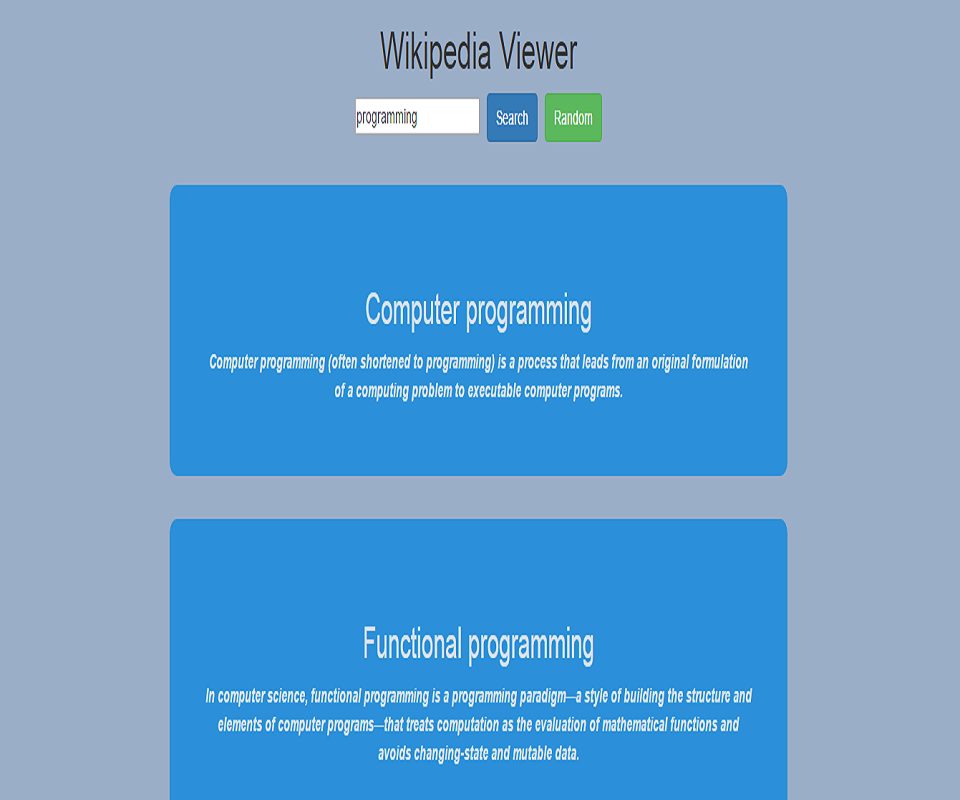 Wikipedia Viewer
programming Search Random
Computer programming
Computer programming (often shortened to programming) is a process that leads from an original formulation
of a computing problem to executable computer programs.
Functional programming
In computer science, functional programming is a programming paradigm—a style of building the structure and
elements of computer programs—that treats computation as the evaluation of mathematical functions and
avoids changing-state and mutable data.